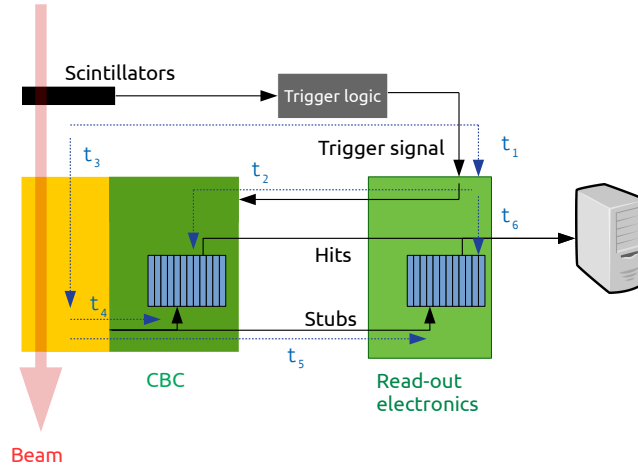 Scintillators
Trigger logic
Trigger signal
t1
t3
t2
t6
Hits
t4
Stubs
t5
CBC
Read-out
electronics
Beam